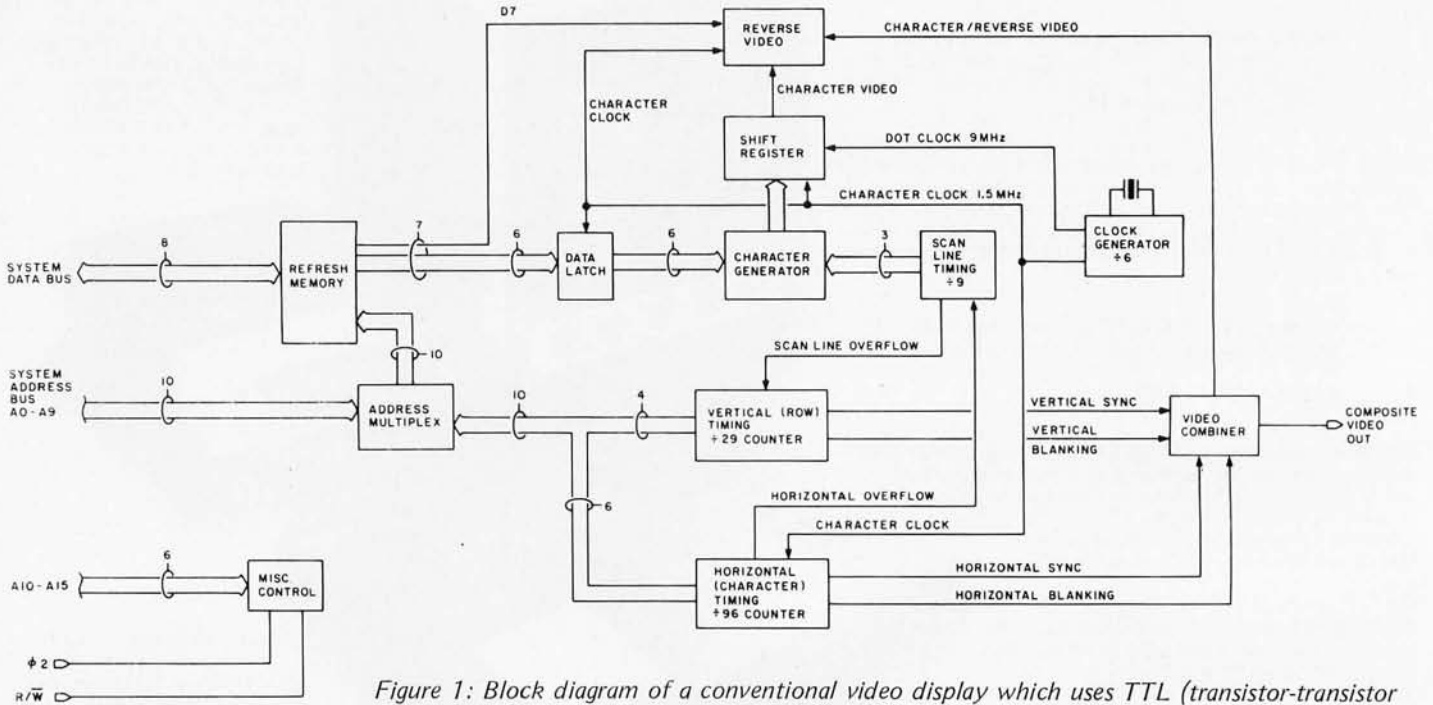 D7
REVERSE
VIDEO
CHARACTER/REVERSE VIDEO
CHARACTER
CLOCK
CHARACTER VIDEO
SHIFT
REGISTER
DOT CLOCK 9MHz
CHARACTER CLOCK 1.5MHz
CLOCK
GENERATOR
÷6
SYSTEM
DATA BUS
8
REFRESH
MEMORY
7
6
DATA
LATCH
6
CHARACTER
GENERATOR
3
SCAN
LINE
TIMING
÷9
SCAN LINE OVERFLOW
10
SYSTEM
ADDRESS
BUS
A0-A9
10
ADDRESS
MULTIPLEX
10
4
VERTICAL (ROW)
TIMING
÷29 COUNTER
VERTICAL SYNC
VERTICAL
BLANKING
VIDEO
COMBINER
COMPOSITE
VIDEO
OUT
6
HORIZONTAL OVERFLOW
CHARACTER CLOCK
HORIZONTAL
(CHARACTER)
TIMING
÷96 COUNTER
HORIZONTAL SYNC
HORIZONTAL BLANKING
A10-A15
6
MISC.
CONTROL
ϕ2
R/W̅
Figure 1: Block diagram of a conventional video display which uses TTL (transistor-transistor